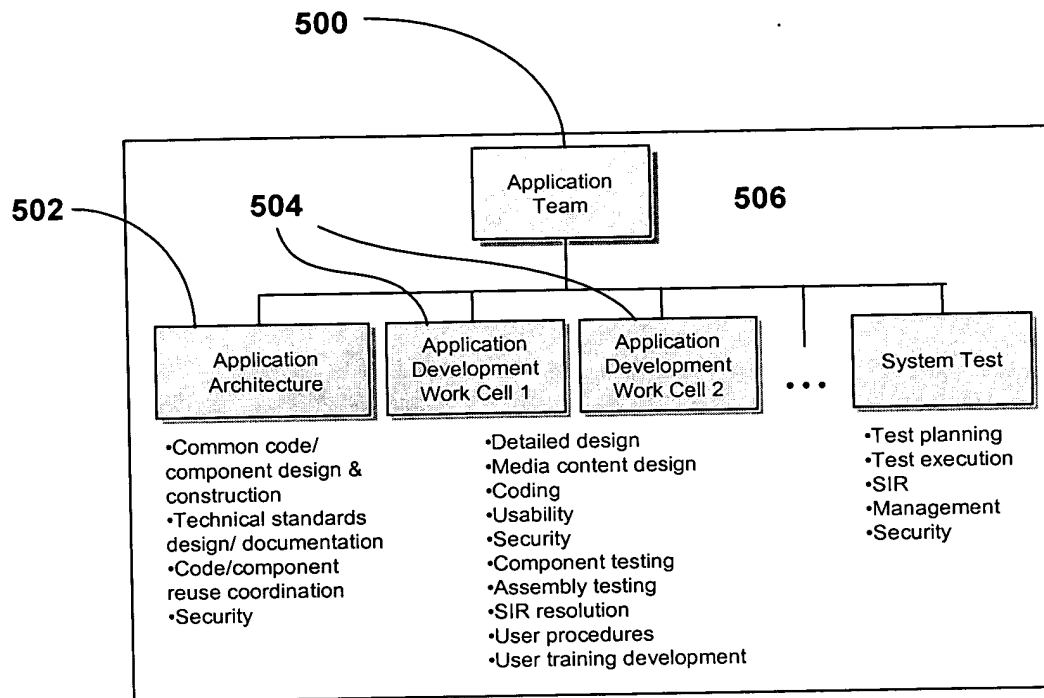 500
Application
Team
506
502
504
Application
Architecture
Application
Development
Work Cell 1
Application
Development
Work Cell 2
...
System Test
•Common code/
component design &
construction
•Technical standards
design/ documentation
•Code/component
reuse coordination
•Security
•Detailed design
•Media content design
•Coding
•Usability
•Security
•Component testing
•Assembly testing
•SIR resolution
•User procedures
•User training development
•Test planning
•Test execution
•SIR
•Management
•Security